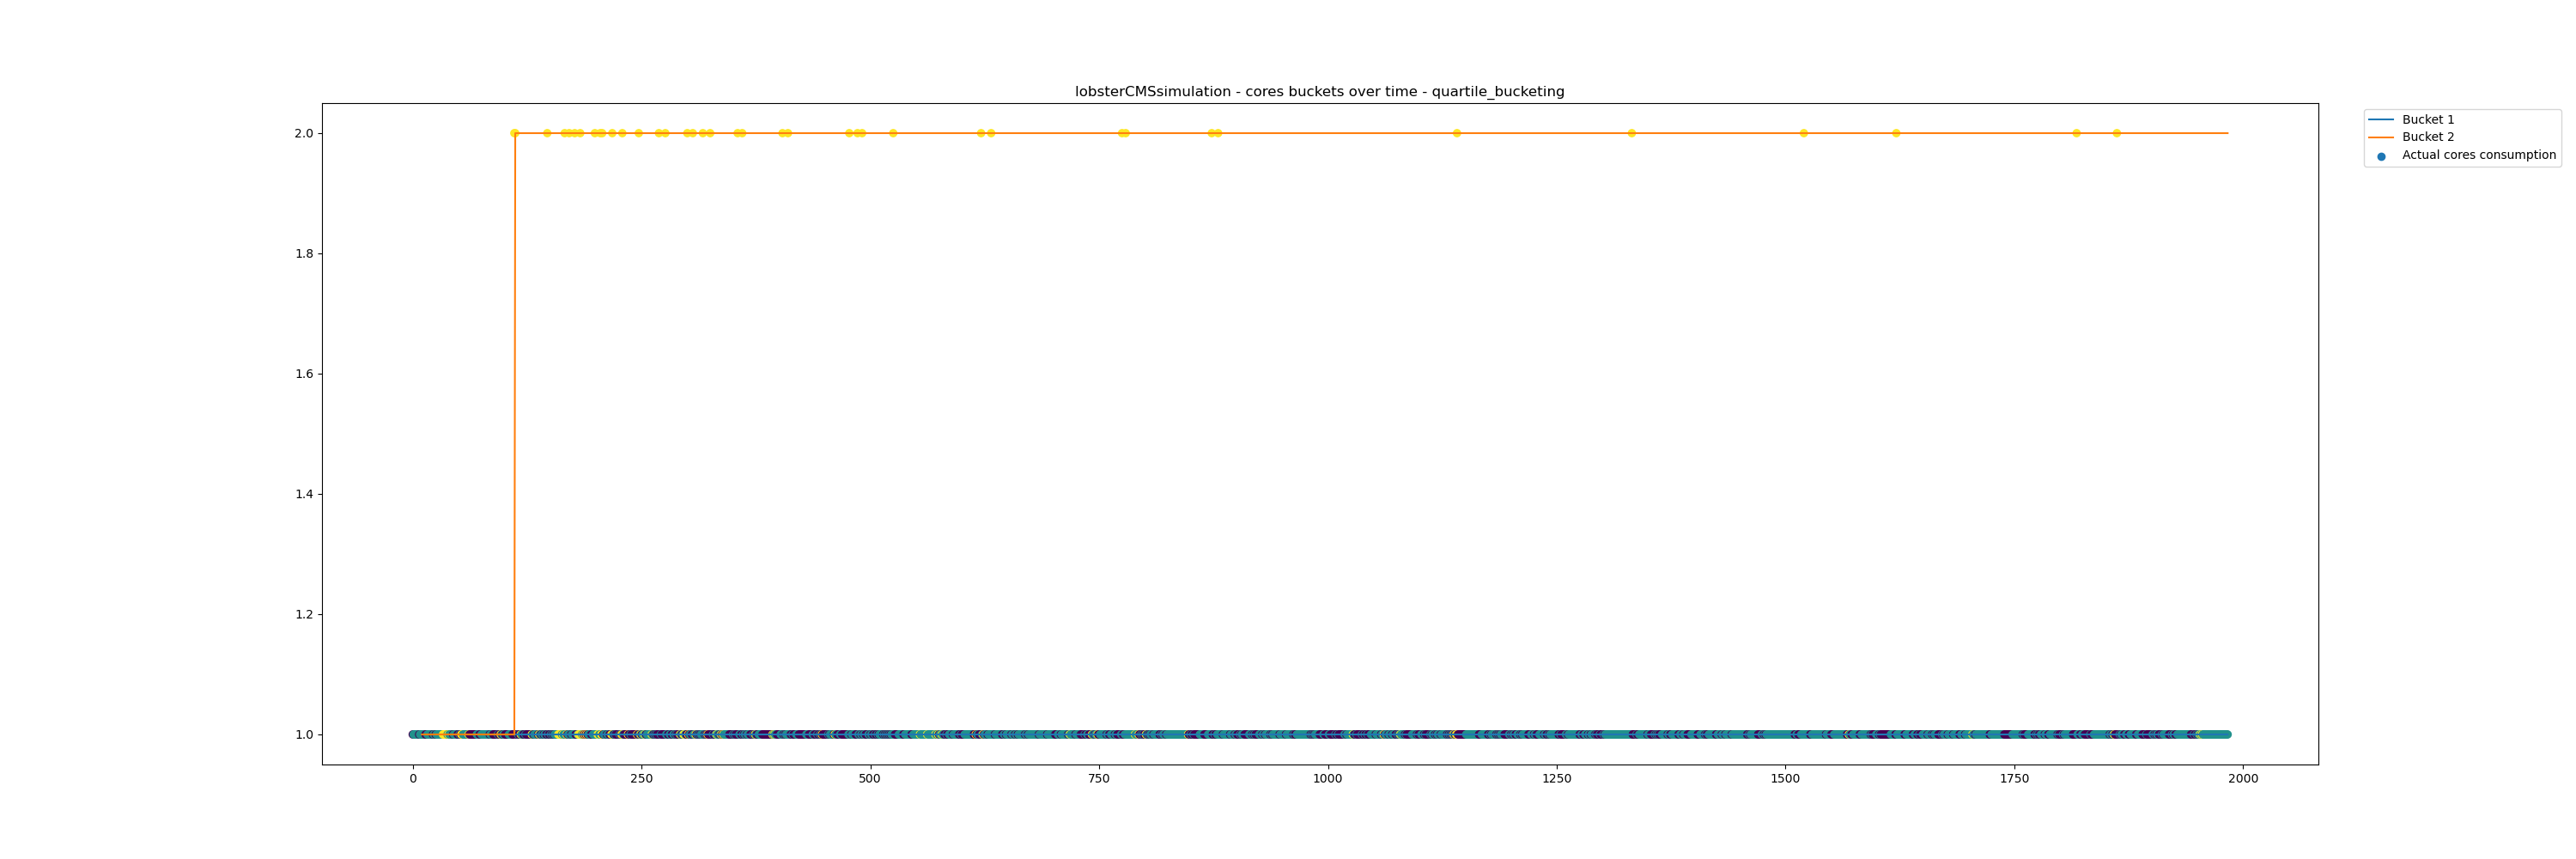 lobsterCMSsimulation - cores buckets over time - quartile_bucketing
Bucket 1
Bucket 2
Actual cores consumption
2.0
1.8
1.6
1.4
1.2
1.0
0 250 500 750 1000 1250 1500 1750 2000